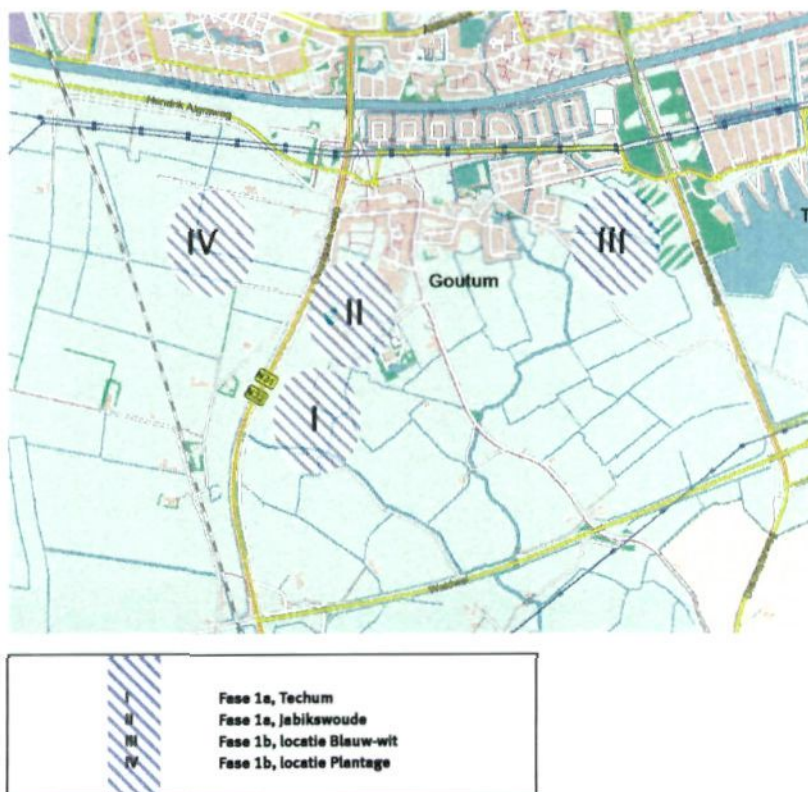 Hendrik Algraweg
IV
III
Goutum
II
I
T
I Fase 1a, Techum
II Fase 1a, Jabikswoude
III Fase 1b, locatie Blauw-wit
IV Fase 1b, locatie Plantage